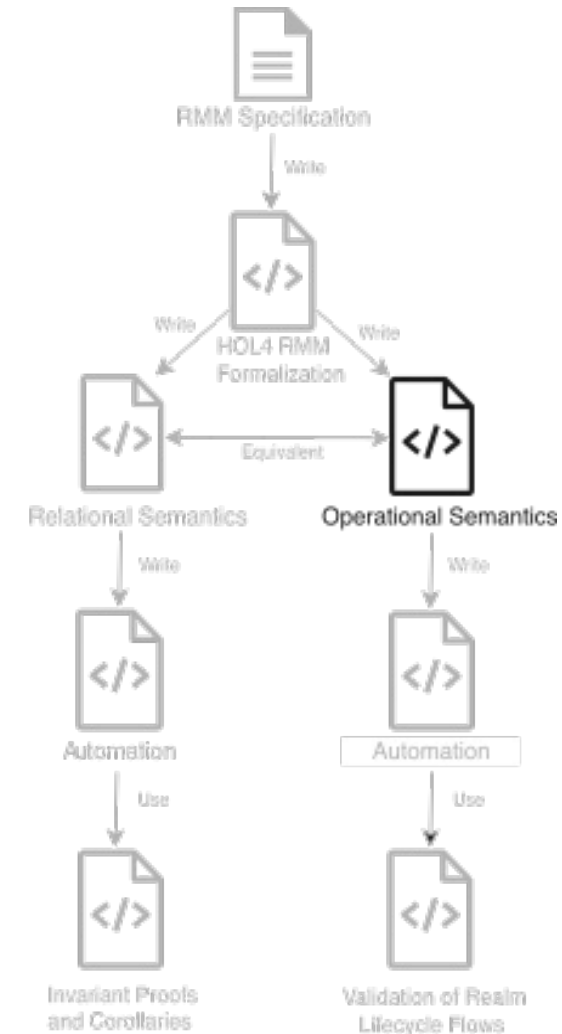 RMM Specification
Write
</>
Write
Write
HOL4 RMM
Formalization
</>
Equivalent
</>
Relational Semantics
Operational Semantics
Write
Write
</>
</>
Automation
Automation
Use
Use
</>
</>
Invariant Proofs
and Corollaries
Validation of Realm
Lifecycle Flows